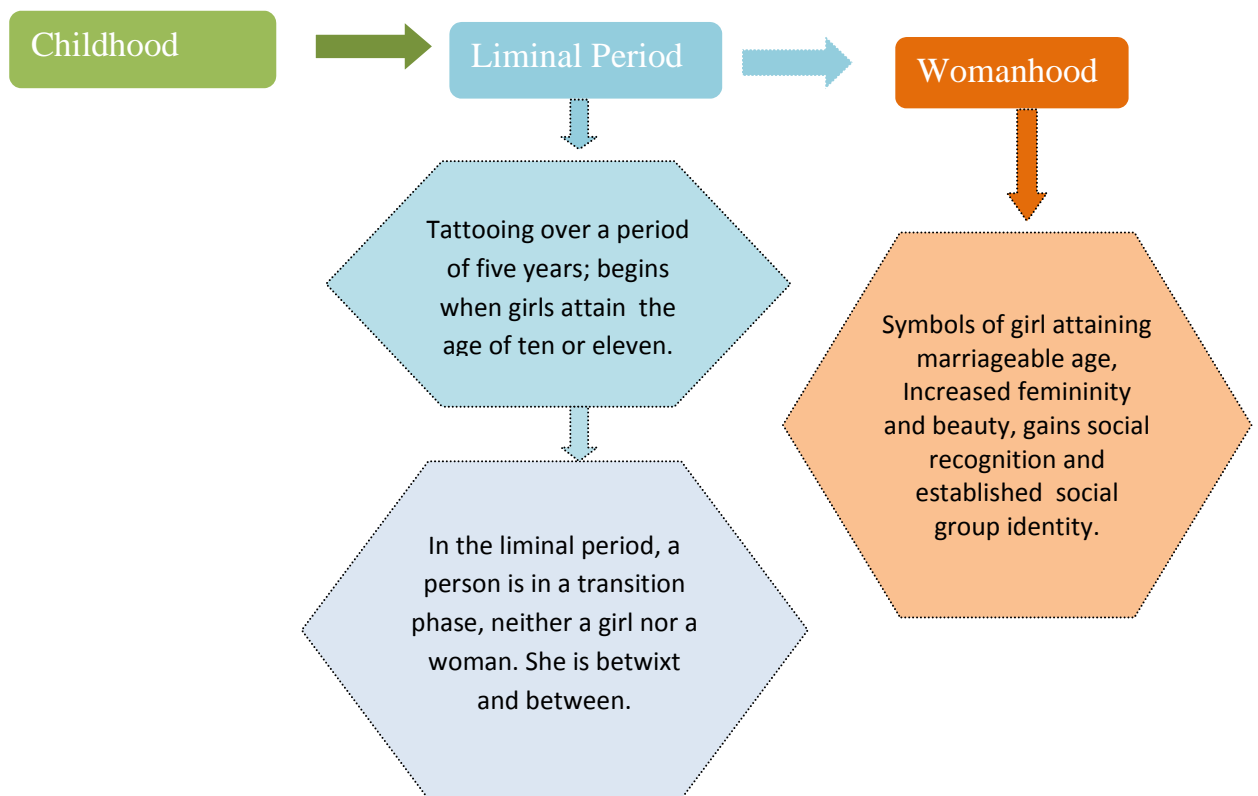 Childhood
Liminal Period
Womanhood
Tattooing over a period
of five years; begins
when girls attain the
age of ten or eleven.
In the liminal period, a
person is in a transition
phase, neither a girl nor a
woman. She is betwixt
and between.
Symbols of girl attaining
marriageable age,
Increased femininity
and beauty, gains social
recognition and
established social
group identity.